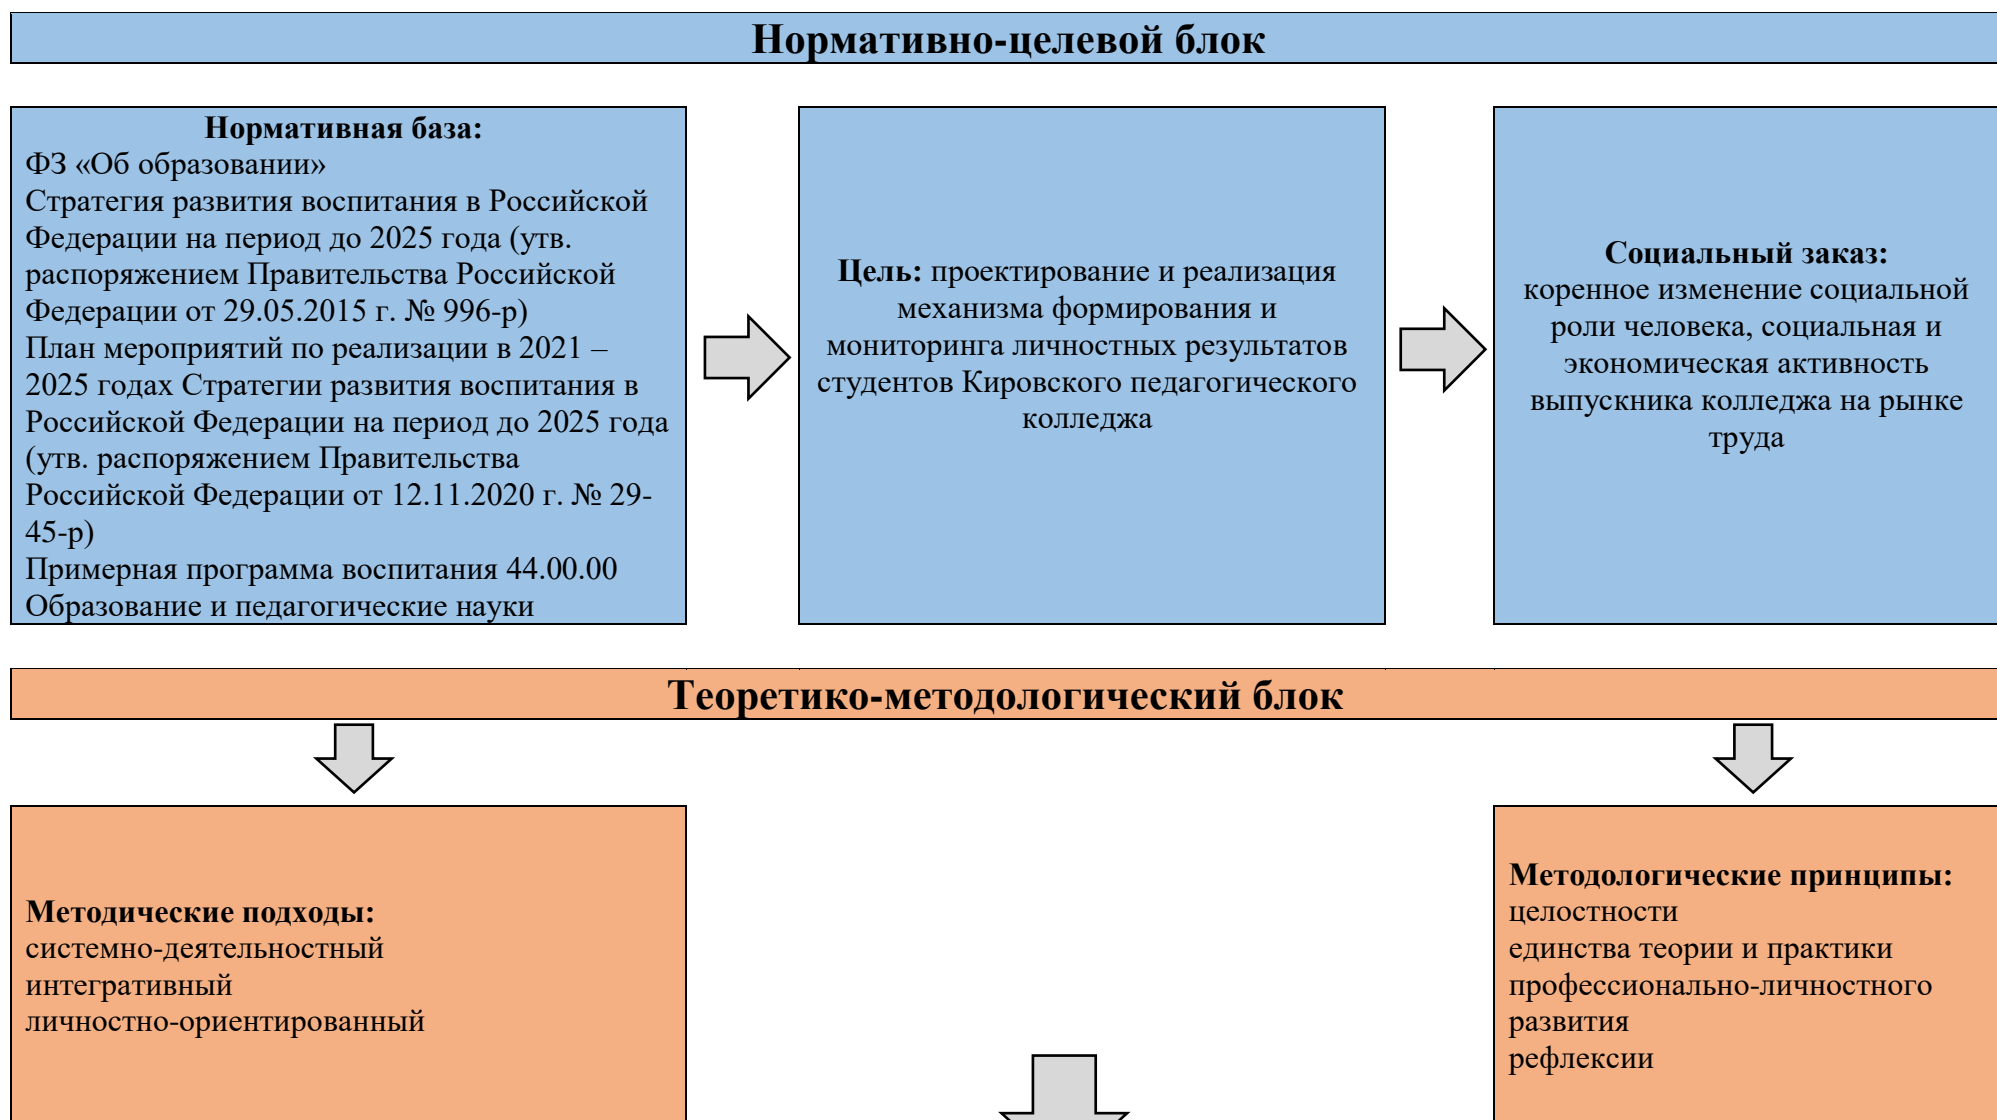 Нормативно-целевой блок
Нормативная база:
ФЗ «Об образовании»
Стратегия развития воспитания в Российской
Федерации на период до 2025 года (утв.
распоряжением Правительства Российской
Федерации от 29.05.2015 г. № 996-р)
План мероприятий по реализации в 2021 –
2025 годах Стратегии развития воспитания в
Российской Федерации на период до 2025 года
(утв. распоряжением Правительства
Российской Федерации от 12.11.2020 г. № 29-
45-р)
Примерная программа воспитания 44.00.00
Образование и педагогические науки
Цель: проектирование и реализация
механизма формирования и
мониторинга личностных результатов
студентов Кировского педагогического
колледжа
Социальный заказ:
коренное изменение социальной
роли человека, социальная и
экономическая активность
выпускника колледжа на рынке
труда
Теоретико-методологический блок
Методические подходы:
системно-деятельностный
интегративный
личностно-ориентированный
Методологические принципы:
целостности
единства теории и практики
профессионально-личностного
развития
рефлексии